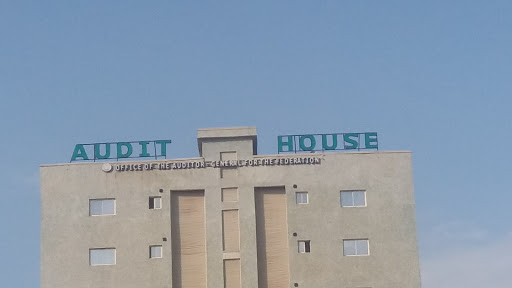 AUDIT HOUSE
OFFICE OF THE AUDITOR-GENERAL FOR THE FEDERATION